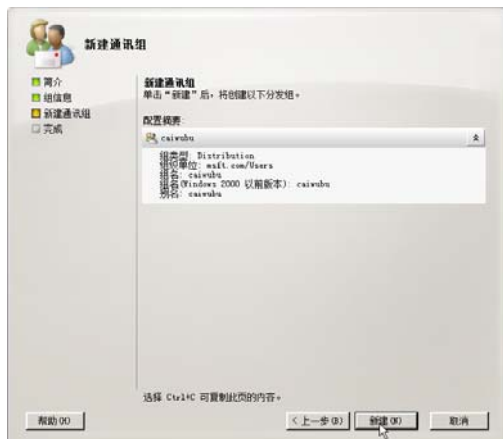 新建通讯组
简介
组信息
新建通讯组
完成
新建通讯组
单击“新建”后，将创建以下分发组。
配置摘要:
caiwubu
组类型: Distribution
组织单位: msft.com/Users
组名: caiwubu
组名(Windows 2000 以前版本): caiwubu
别名: caiwubu
选择 Ctrl+C 可复制此页的内容。
帮助(H)
< 上一步(B)
新建(N)
取消